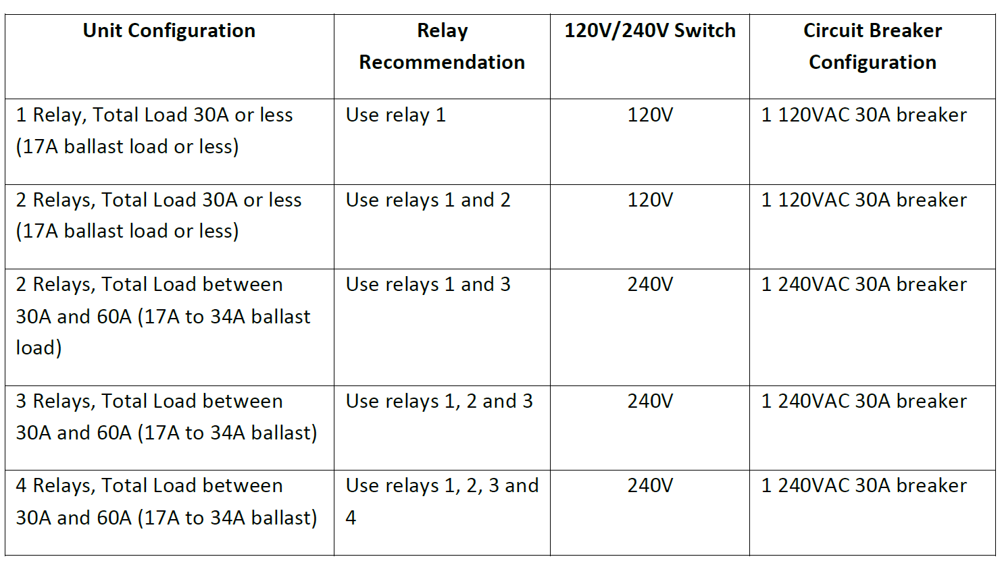 Unit Configuration
Relay
Recommendation
120V/240V Switch
Circuit Breaker
Configuration
1 Relay, Total Load 30A or less
(17A ballast load or less)
Use relay 1
120V
1 120VAC 30A breaker
2 Relays, Total Load 30A or less
(17A ballast load or less)
Use relays 1 and 2
120V
1 120VAC 30A breaker
2 Relays, Total Load between
30A and 60A (17A to 34A ballast
load)
Use relays 1 and 3
240V
1 240VAC 30A breaker
3 Relays, Total Load between
30A and 60A (17A to 34A ballast)
Use relays 1, 2 and 3
240V
1 240VAC 30A breaker
4 Relays, Total Load between
30A and 60A (17A to 34A ballast)
Use relays 1, 2, 3 and
4
240V
1 240VAC 30A breaker